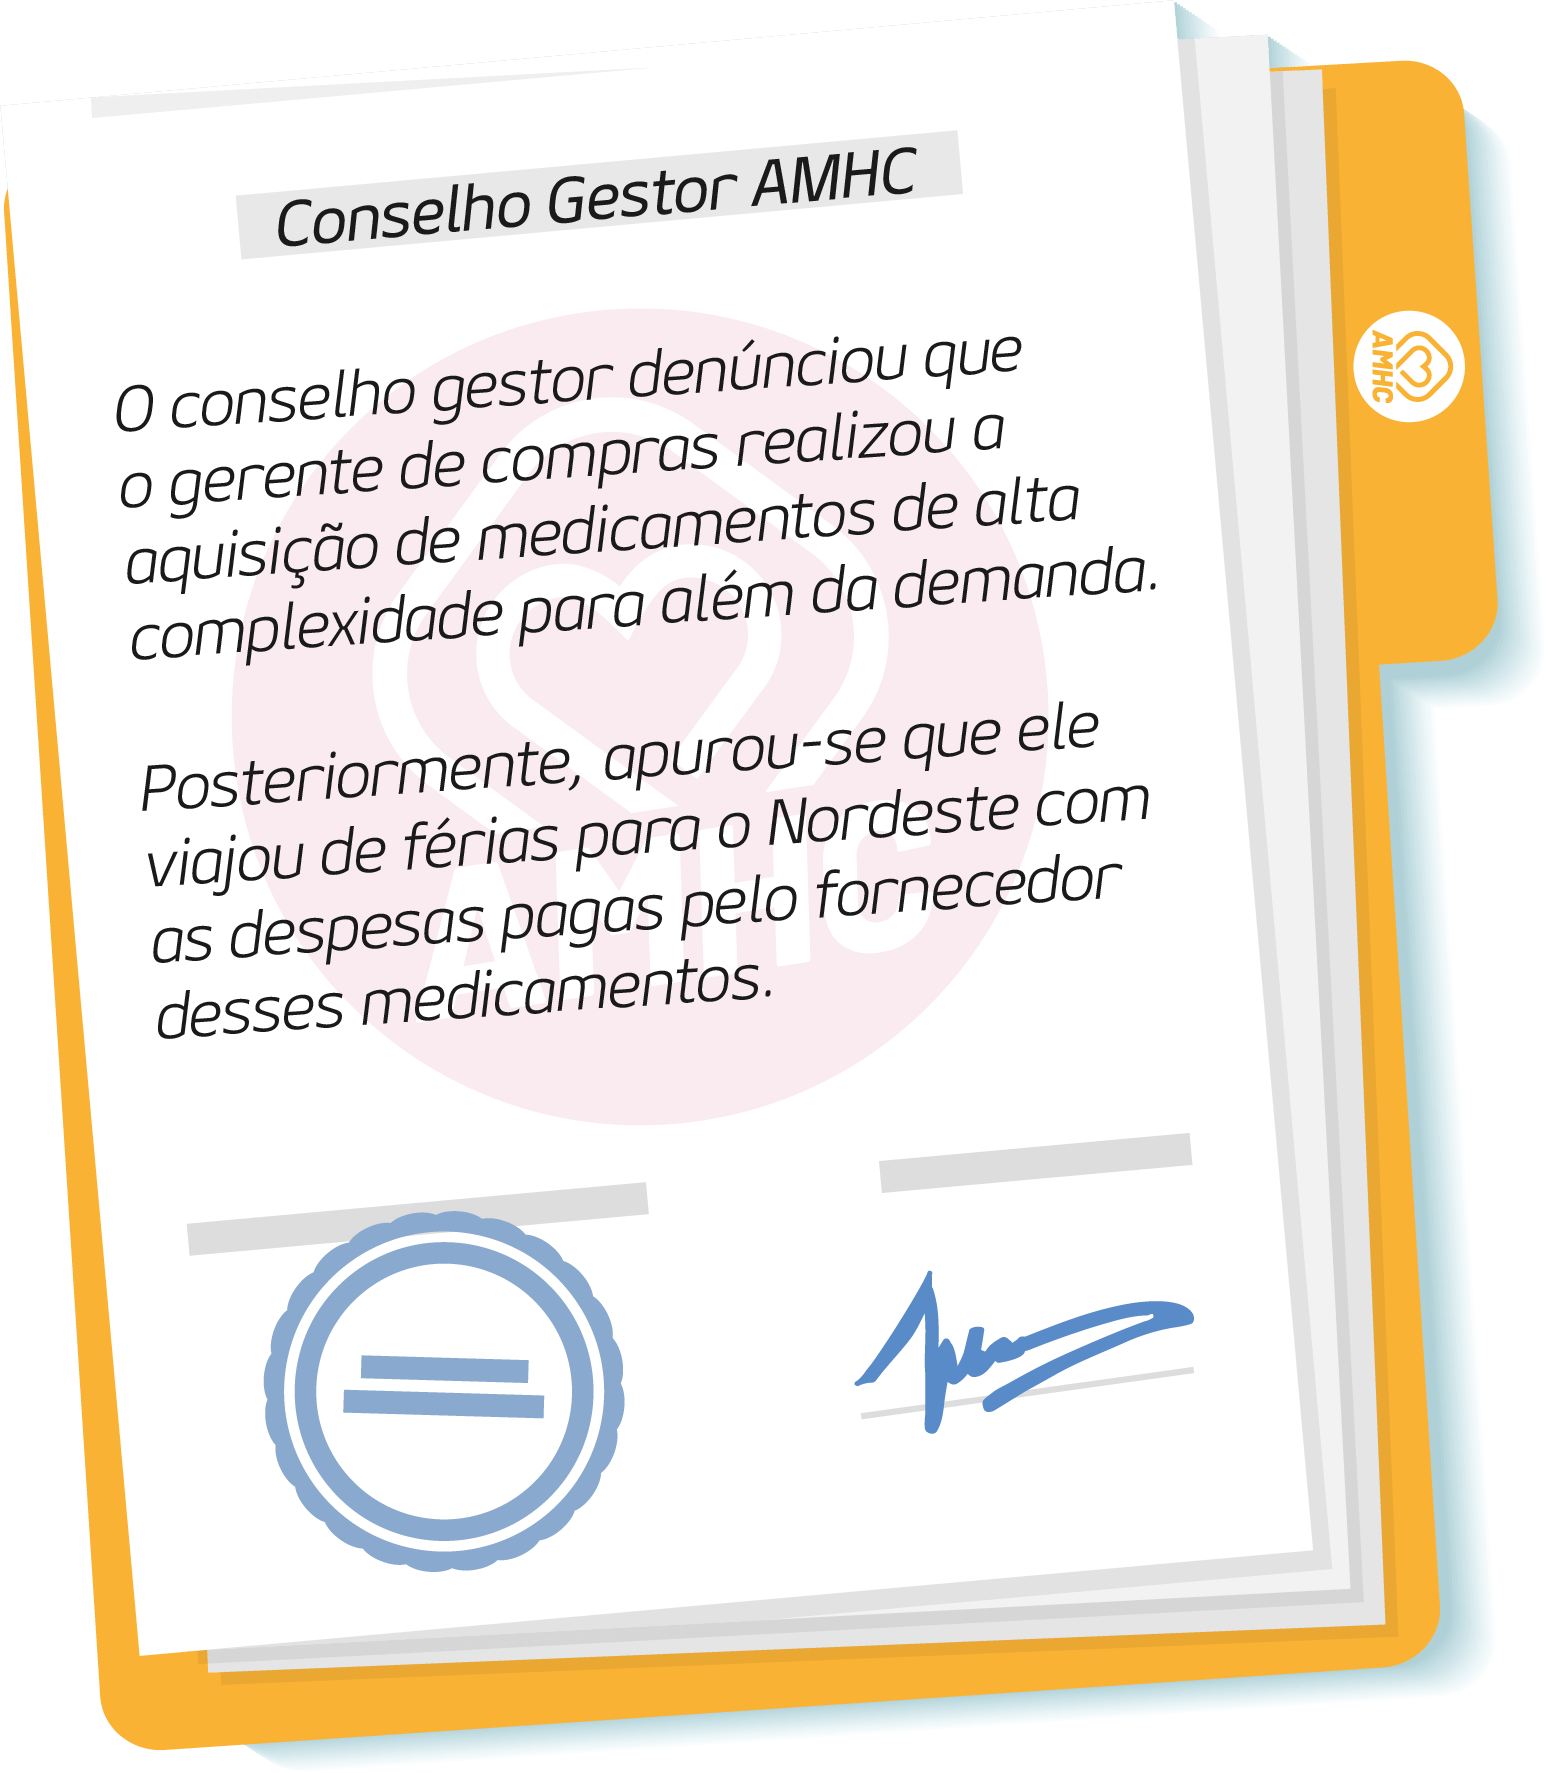 Conselho Gestor AMHC
O conselho gestor denúnciou que
o gerente de compras realizou a
aquisição de medicamentos de alta
complexidade para além da demanda.
Posteriormente, apurou-se que ele
viajou de férias para o Nordeste com
as despesas pagas pelo fornecedor
desses medicamentos.
AMHC
AMHC